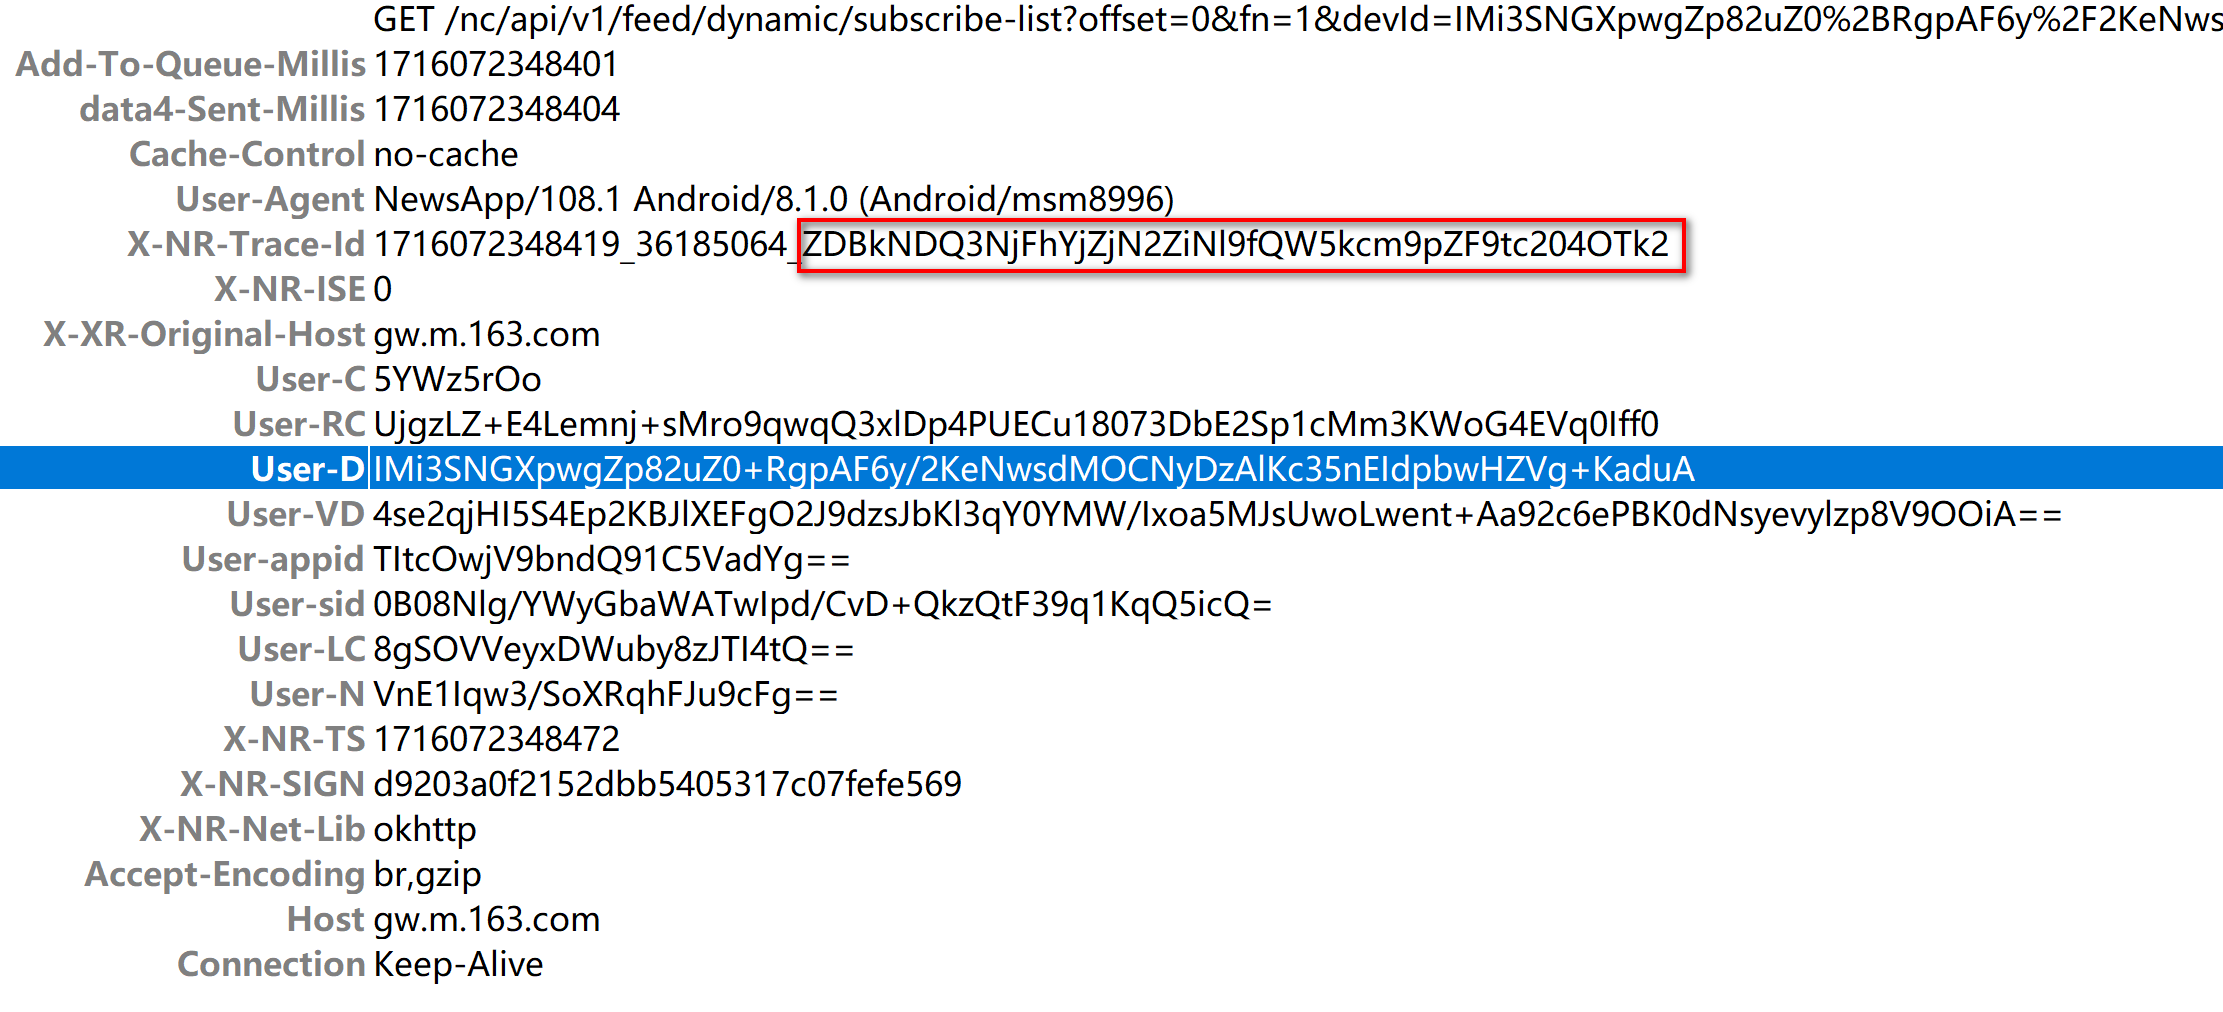 GET /nc/api/v1/feed/dynamic/subscribe-list?offset=0&fn=1&devId=IMi3SNGXpwgZp82uZ0%2BRgpAF6y%2F2KeNws
Add-To-Queue-Millis 1716072348401
data4-Sent-Millis 1716072348404
Cache-Control no-cache
User-Agent NewsApp/108.1 Android/8.1.0 (Android/msm8996)
X-NR-Trace-Id 1716072348419_36185064_ZDBkNDQ3NjFhYjZjN2ZiNl9fQW5kcm9pZF9tc204OTk2
X-NR-ISE 0
X-XR-Original-Host gw.m.163.com
User-C 5YWz5rOo
User-RC UjgzLZ+E4Lemnj+sMro9qwqQ3xlDp4PUECu18073DbE2Sp1cMm3KWoG4EVq0Iff0
User-D IMi3SNGXpwgZp82uZ0+RgpAF6y/2KeNwsdMOCNyDzAlKc35nEIdpbwHZVg+KaduA
User-VD 4se2qjHI5S4Ep2KBJlXEFgO2J9dzsJbKl3qY0YMW/Ixoa5MJsUwoLwent+Aa92c6ePBK0dNsyevylzp8V9OOiA==
User-appid TItcOwjV9bndQ91C5VadYg==
User-sid 0B08Nlg/YWyGbaWATwIpd/CvD+QkzQtF39q1KqQ5icQ=
User-LC 8gSOVVeyxDWuby8zJTI4tQ==
User-N VnE1Iqw3/SoXRqhFJu9cFg==
X-NR-TS 1716072348472
X-NR-SIGN d9203a0f2152dbb5405317c07fefe569
X-NR-Net-Lib okhttp
Accept-Encoding br,gzip
Host gw.m.163.com
Connection Keep-Alive